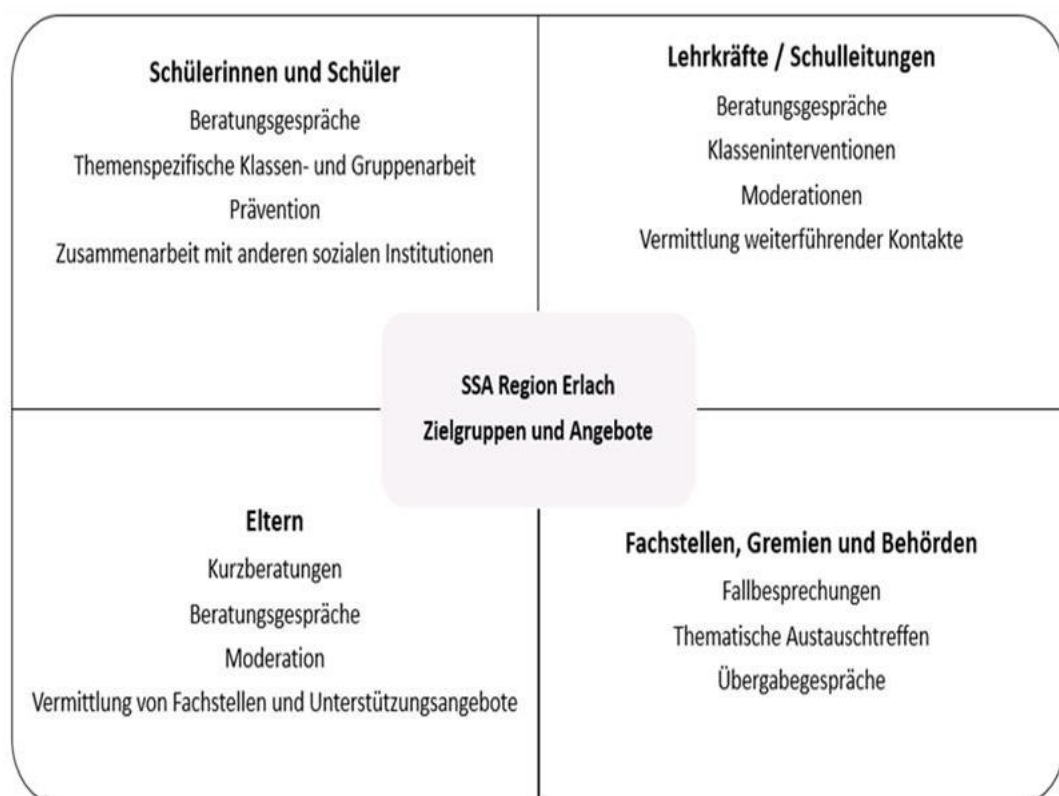 Schülerinnen und Schüler
Beratungsgespräche
Themenspezifische Klassen- und Gruppenarbeit
Prävention
Zusammenarbeit mit anderen sozialen Institutionen
Lehrkräfte / Schulleitungen
Beratungsgespräche
Klasseninterventionen
Moderationen
Vermittlung weiterführender Kontakte
SSA Region Erlach
Zielgruppen und Angebote
Eltern
Kurzberatungen
Beratungsgespräche
Moderation
Vermittlung von Fachstellen und Unterstützungsangebote
Fachstellen, Gremien und Behörden
Fallbesprechungen
Thematische Austauschtreffen
Übergabegespräche